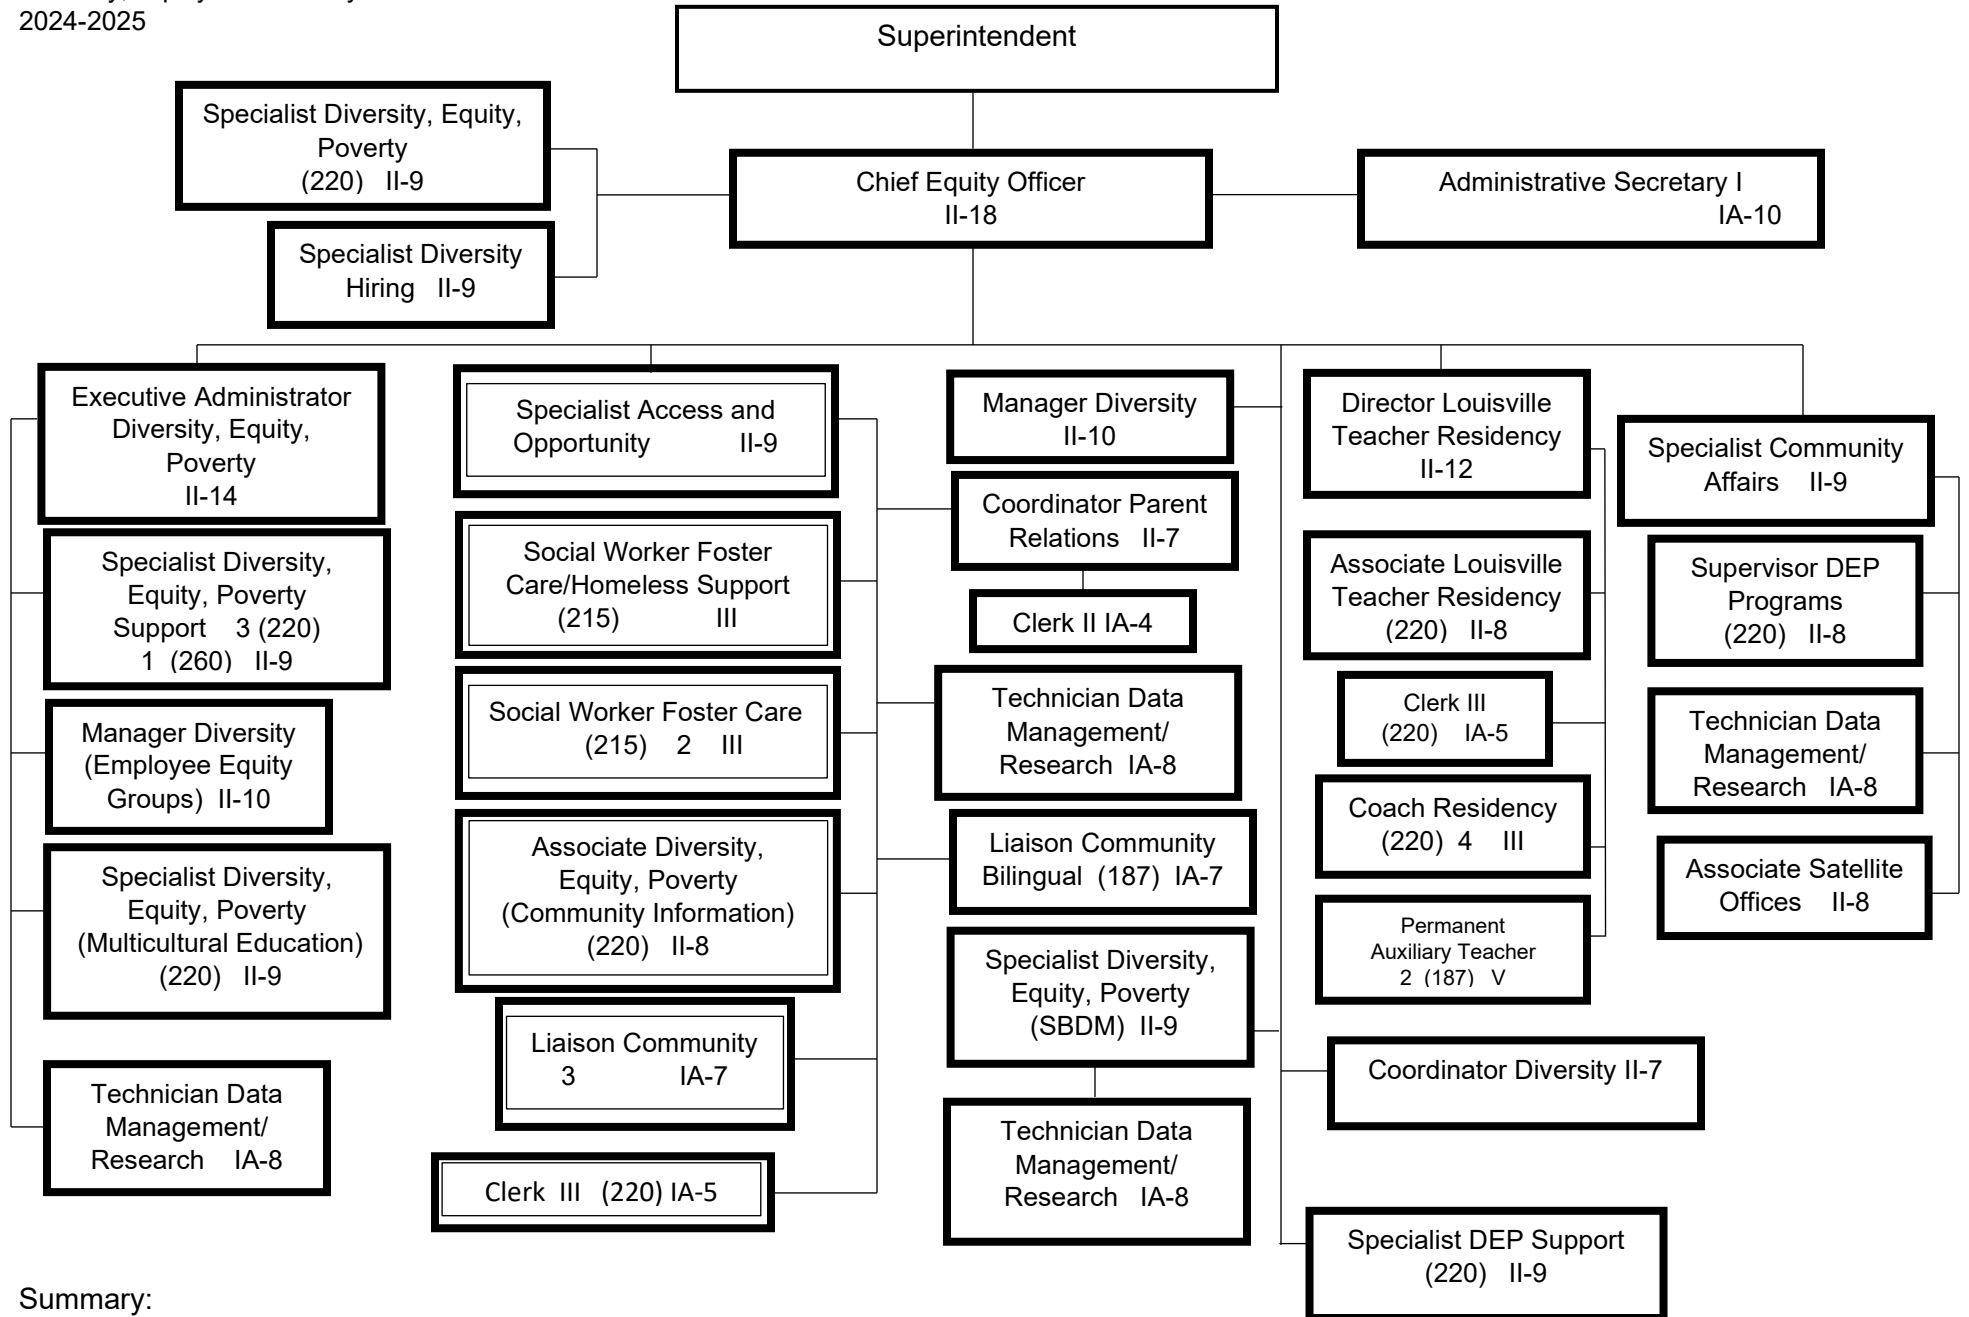 2024-2025
Superintendent
Specialist Diversity, Equity,
Poverty
(220) II-9
Chief Equity Officer
II-18
Administrative Secretary I
IA-10
Specialist Diversity
Hiring II-9
Executive Administrator
Diversity, Equity,
Poverty
II-14
Specialist Diversity,
Equity, Poverty
Support 3 (220)
1 (260) II-9
Manager Diversity
(Employee Equity
Groups) II-10
Specialist Diversity,
Equity, Poverty
(Multicultural Education)
(220) II-9
Technician Data
Management/
Research IA-8
Specialist Access and
Opportunity II-9
Social Worker Foster
Care/Homeless Support
(215) III
Social Worker Foster Care
(215) 2 III
Associate Diversity,
Equity, Poverty
(Community Information)
(220) II-8
Liaison Community
3 IA-7
Clerk III (220) IA-5
Manager Diversity
II-10
Coordinator Parent
Relations II-7
Clerk II IA-4
Technician Data
Management/
Research IA-8
Liaison Community
Bilingual (187) IA-7
Specialist Diversity,
Equity, Poverty
(SBDM) II-9
Technician Data
Management/
Research IA-8
Director Louisville
Teacher Residency
II-12
Associate Louisville
Teacher Residency
(220) II-8
Clerk III
(220) IA-5
Coach Residency
(220) 4 III
Permanent
Auxiliary Teacher
2 (187) V
Coordinator Diversity II-7
Specialist DEP Support
(220) II-9
Specialist Community
Affairs II-9
Supervisor DEP
Programs
(220) II-8
Technician Data
Management/
Research IA-8
Associate Satellite
Offices II-8
Summary: